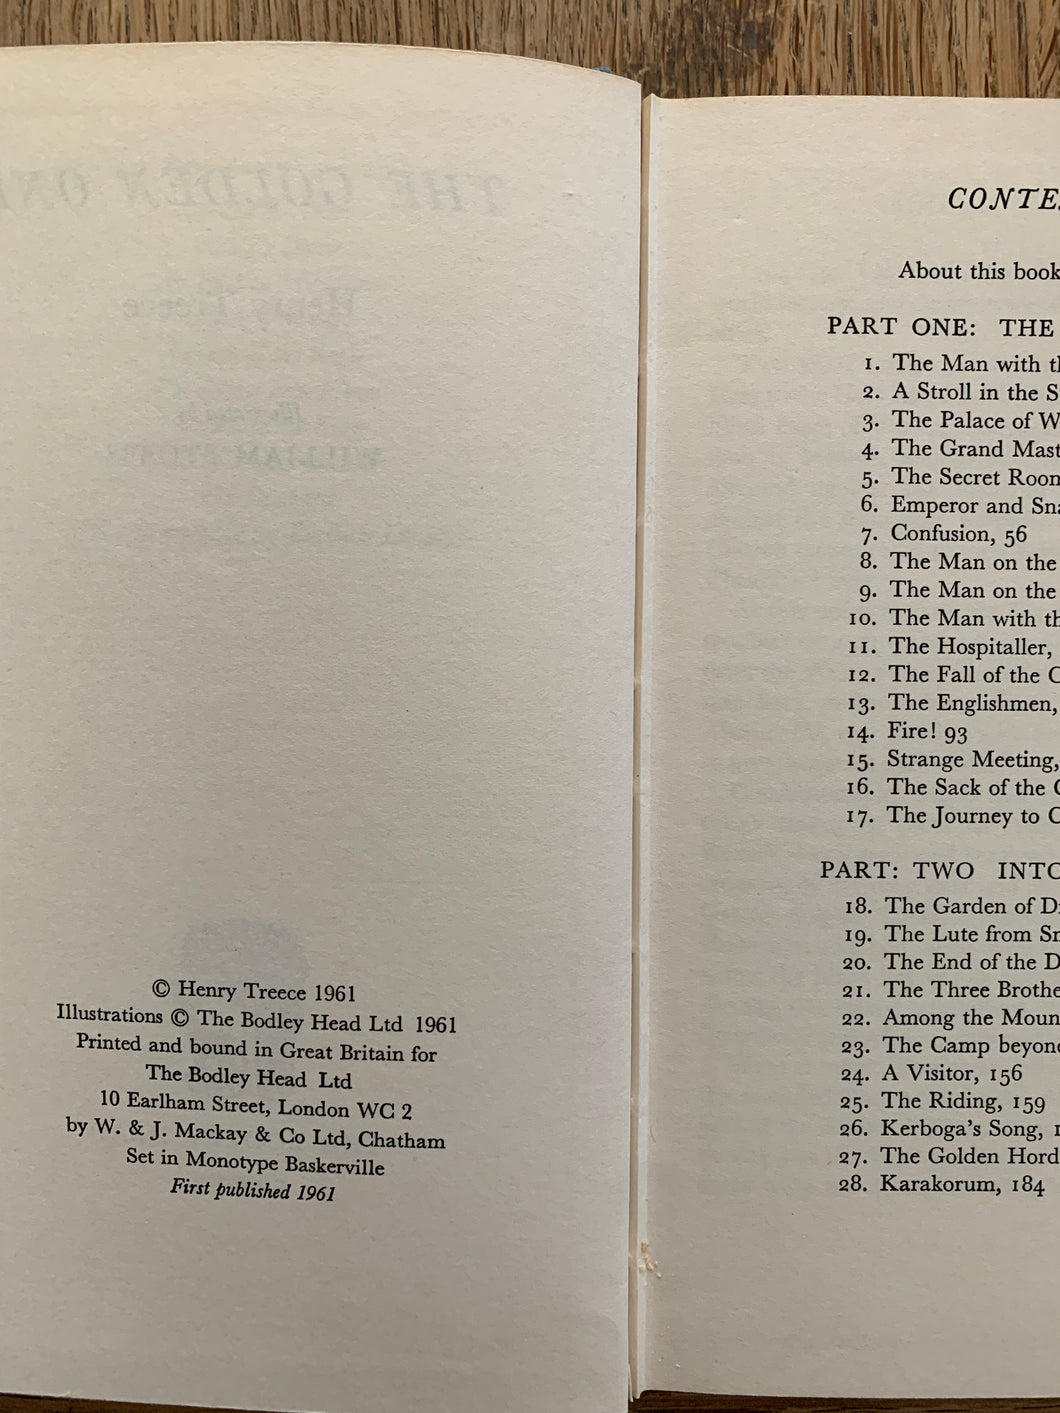 © Henry Treece 1961
Illustrations © The Bodley Head Ltd 1961
Printed and bound in Great Britain for
The Bodley Head Ltd
10 Earlham Street, London WC 2
by W. & J. Mackay & Co Ltd, Chatham
Set in Monotype Baskerville
First published 1961
CONTE
About this book
PART ONE: THE
1. The Man with th
2. A Stroll in the S
3. The Palace of W
4. The Grand Mast
5. The Secret Room
6. Emperor and Sna
7. Confusion, 56
8. The Man on the
9. The Man on the
10. The Man with th
11. The Hospitaller,
12. The Fall of the C
13. The Englishmen,
14. Fire! 93
15. Strange Meeting,
16. The Sack of the C
17. The Journey to C
PART: TWO INTO
18. The Garden of Di
19. The Lute from Sm
20. The End of the D
21. The Three Brothe
22. Among the Moun
23. The Camp beyond
24. A Visitor, 156
25. The Riding, 159
26. Kerboga's Song, 1
27. The Golden Hord
28. Karakorum, 184